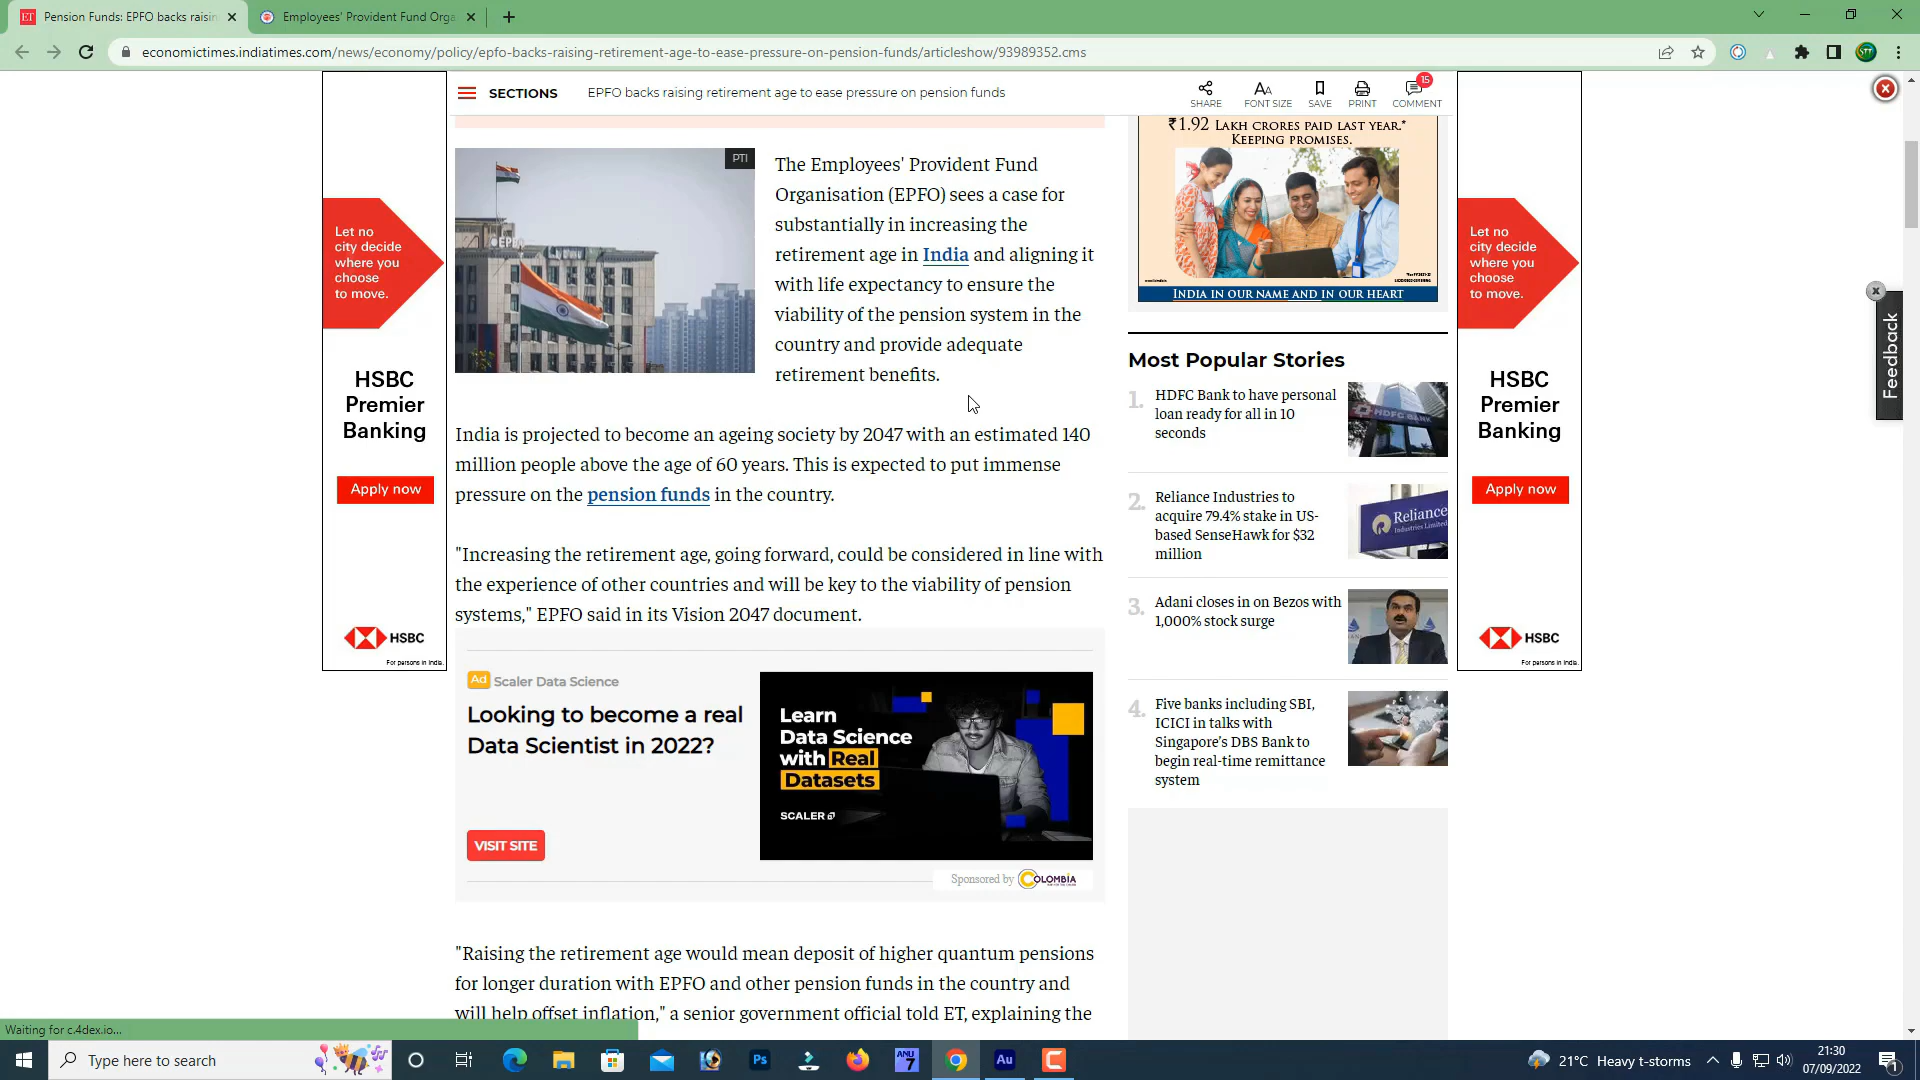 Pension Funds: EPFO backs raisin
Employees' Provident Fund Orga
economictimes.indiatimes.com/news/economy/policy/epfo-backs-raising-retirement-age-to-ease-pressure-on-pension-funds/articleshow/93989352.cms
SECTIONS
EPFO backs raising retirement age to ease pressure on pension funds
SHARE
FONT SIZE
SAVE
PRINT
15
COMMENT
Let no
city decide
where you
choose
to move.
HSBC
Premier
Banking
Apply now
HSBC
For persons in India.
PTI
The Employees' Provident Fund
Organisation (EPFO) sees a case for
substantially in increasing the
retirement age in India and aligning it
with life expectancy to ensure the
viability of the pension system in the
country and provide adequate
retirement benefits.
India is projected to become an ageing society by 2047 with an estimated 140
million people above the age of 60 years. This is expected to put immense
pressure on the pension funds in the country.
"Increasing the retirement age, going forward, could be considered in line with
the experience of other countries and will be key to the viability of pension
systems," EPFO said in its Vision 2047 document.
Ad Scaler Data Science
Looking to become a real
Data Scientist in 2022?
VISIT SITE
Learn
Data Science
with Real
Datasets
SCALER
Sponsored by COLOMBIA
"Raising the retirement age would mean deposit of higher quantum pensions
for longer duration with EPFO and other pension funds in the country and
will help offset inflation," a senior government official told ET, explaining the
₹1.92 LAKH CRORES PAID LAST YEAR.*
KEEPING PROMISES.
INDIA IN OUR NAME AND IN OUR HEART
Most Popular Stories
1. HDFC Bank to have personal
loan ready for all in 10
seconds
2. Reliance Industries to
acquire 79.4% stake in US-
based SenseHawk for $32
million
Reliance
Industries Limited
3. Adani closes in on Bezos with
1,000% stock surge
4. Five banks including SBI,
ICICI in talks with
Singapore's DBS Bank to
begin real-time remittance
system
Let no
city decide
where you
choose
to move.
HSBC
Premier
Banking
Apply now
HSBC
For persons in India.
Feedback
Waiting for c.4dex.io...
Type here to search
Ps
ANU
7
Au
21°C Heavy t-storms
21:30
07/09/2022
1